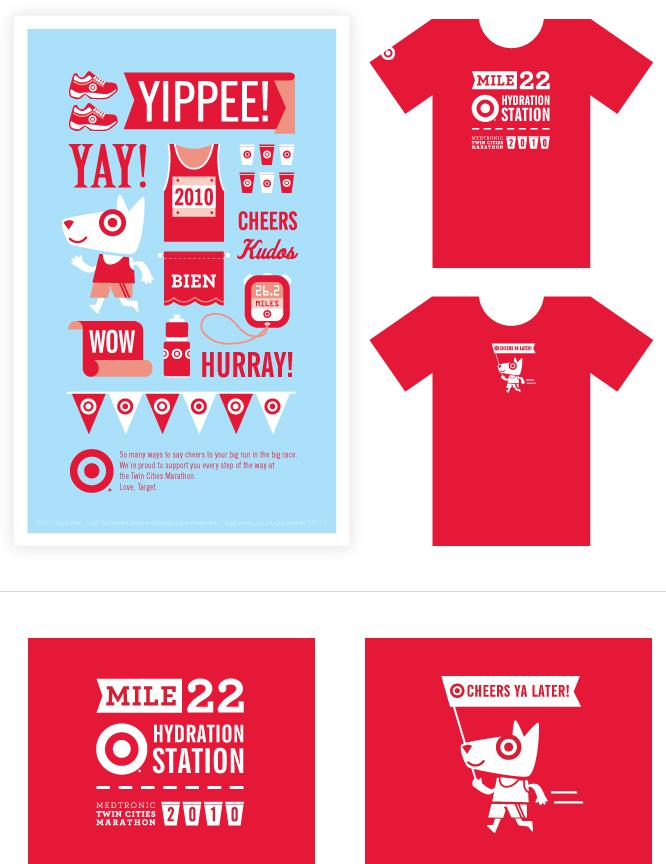 YIPPEE!
YAY!
2010
CHEERS
Kudos
BIEN
26.2
MILES
WOW
HURRAY!
So many ways to say cheers to your big run in the big race.
We're proud to support you every step of the way at
the Twin Cities Marathon.
Love, Target.
MILE 22
HYDRATION
STATION
MEDTRONIC
TWIN CITIES
MARATHON
2010
CHEERS YA LATER!
MILE 22
HYDRATION
STATION
MEDTRONIC
TWIN CITIES
MARATHON
2010
CHEERS YA LATER!